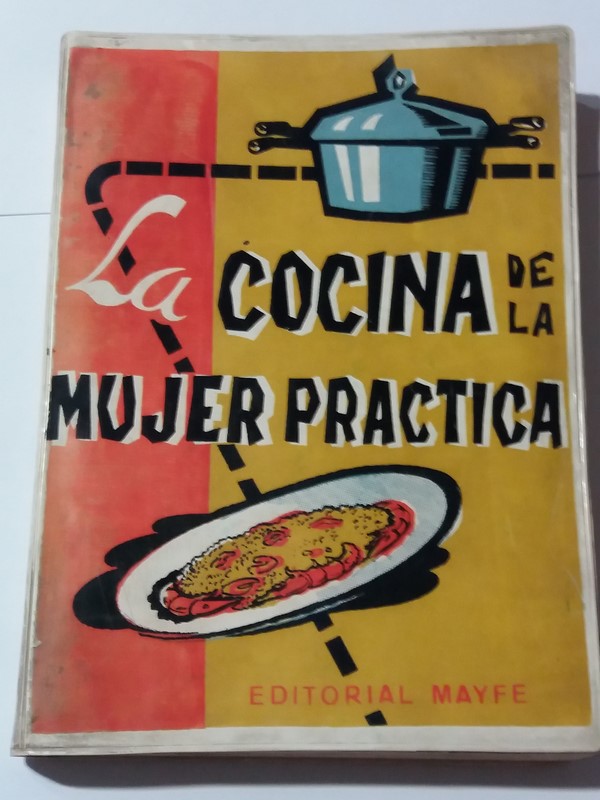 La COCINA DE LA
MUJER PRACTICA
EDITORIAL MAYFE